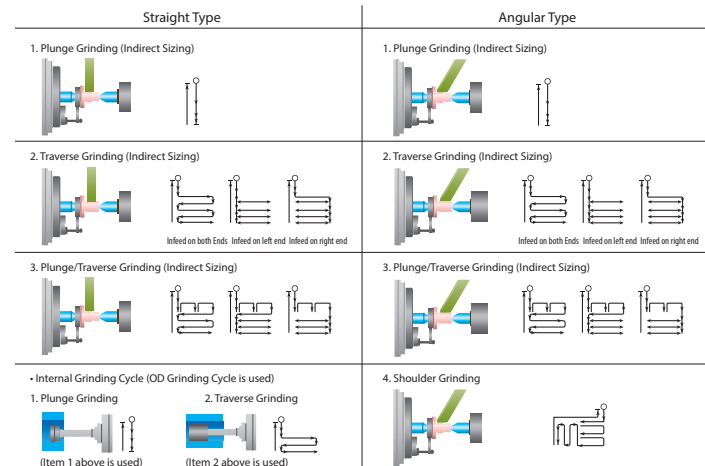 Straight Type
Angular Type
1. Plunge Grinding (Indirect Sizing)
1. Plunge Grinding (Indirect Sizing)
2. Traverse Grinding (Indirect Sizing)
Infeed on both Ends Infeed on left end Infeed on right end
2. Traverse Grinding (Indirect Sizing)
Infeed on both Ends Infeed on left end Infeed on right end
3. Plunge/Traverse Grinding (Indirect Sizing)
3. Plunge/Traverse Grinding (Indirect Sizing)
• Internal Grinding Cycle (OD Grinding Cycle is used)
1. Plunge Grinding
2. Traverse Grinding
(Item 1 above is used)
(Item 2 above is used)
4. Shoulder Grinding